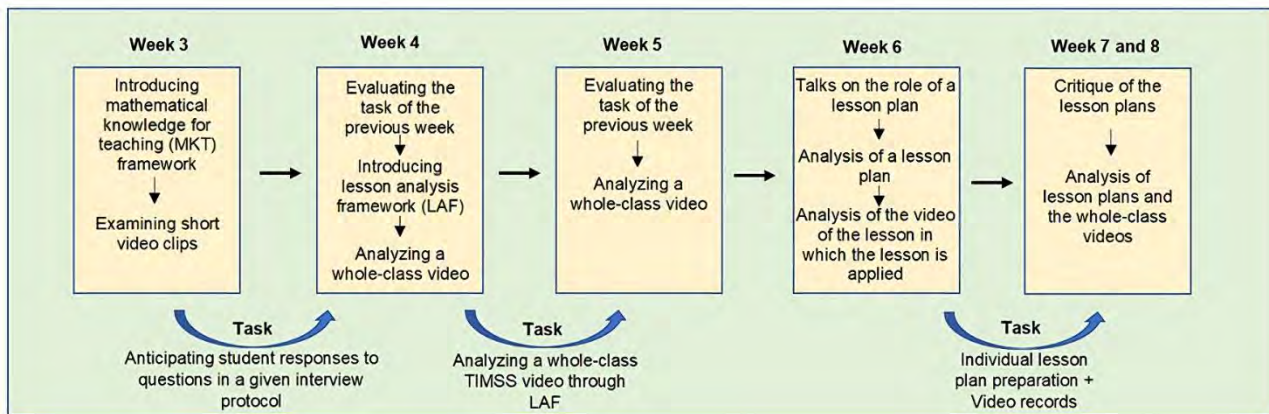 Week 3
Introducing
mathematical
knowledge for
teaching (MKT)
framework
Examining short
video clips
Week 4
Evaluating the
task of the
previous week
Introducing
lesson analysis
framework (LAF)
Analyzing a
whole-class video
Week 5
Evaluating the
task of the
previous week
Analyzing a
whole-class video
Week 6
Talks on the role of a
lesson plan
Analysis of a lesson
plan
Analysis of the video
of the lesson in
which the lesson is
applied
Week 7 and 8
Critique of the
lesson plans
Analysis of
lesson plans and
the whole-class
videos
Task
Anticipating student responses to
questions in a given interview
protocol
Task
Analyzing a whole-class
TIMSS video through
LAF
Task
Individual lesson
plan preparation +
Video records